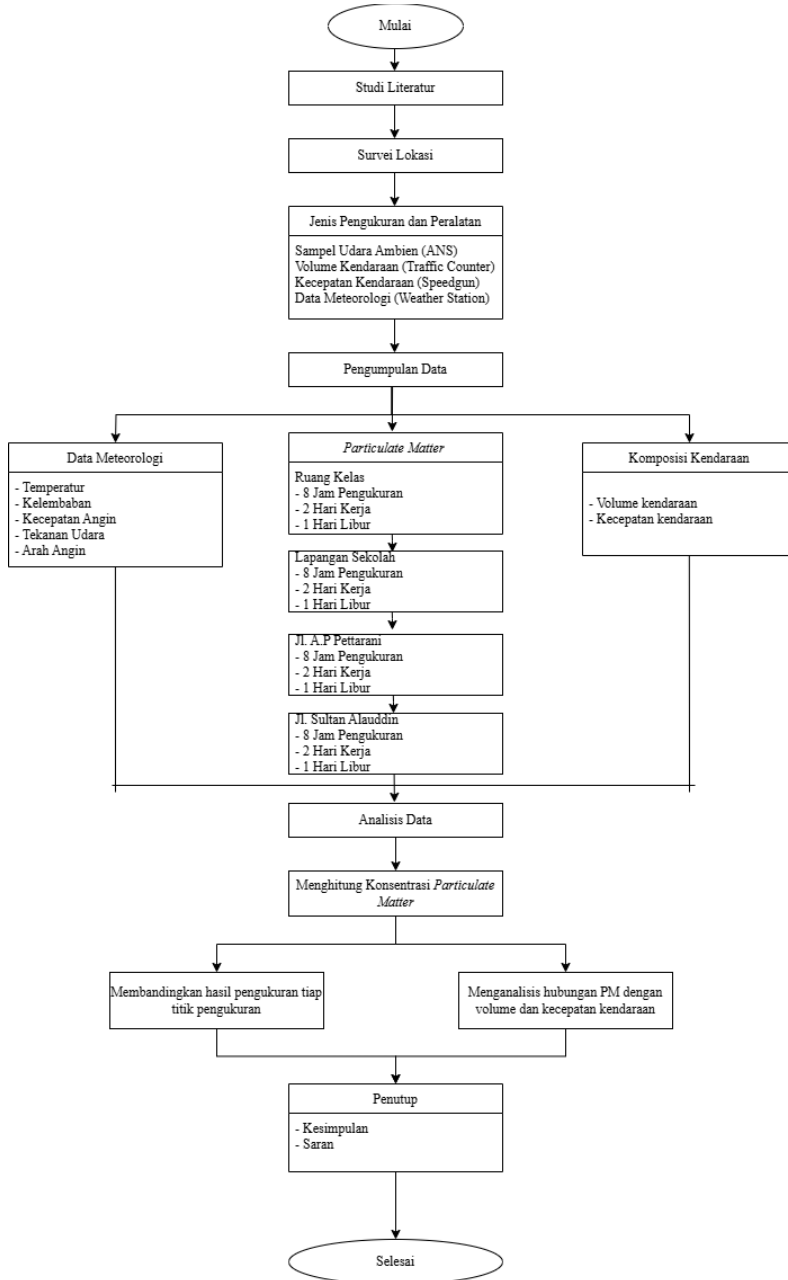 Mulai
Studi Literatur
Survei Lokasi
Jenis Pengukuran dan Peralatan
Sampel Udara Ambien (ANS)
Volume Kendaraan (Traffic Counter)
Kecepatan Kendaraan (Speedgun)
Data Meteorologi (Weather Station)
Pengumpulan Data
Data Meteorologi
- Temperatur
- Kelembaban
- Kecepatan Angin
- Tekanan Udara
- Arah Angin
Particulate Matter
Ruang Kelas
- 8 Jam Pengukuran
- 2 Hari Kerja
- 1 Hari Libur
Lapangan Sekolah
- 8 Jam Pengukuran
- 2 Hari Kerja
- 1 Hari Libur
Jl. A.P Pettarani
- 8 Jam Pengukuran
- 2 Hari Kerja
- 1 Hari Libur
Jl. Sultan Alauddin
- 8 Jam Pengukuran
- 2 Hari Kerja
- 1 Hari Libur
Komposisi Kendaraan
- Volume kendaraan
- Kecepatan kendaraan
Analisis Data
Menghitung Konsentrasi Particulate
Matter
Membandingkan hasil pengukuran tiap
titik pengukuran
Menganalisis hubungan PM dengan
volume dan kecepatan kendaraan
Penutup
- Kesimpulan
- Saran
Selesai